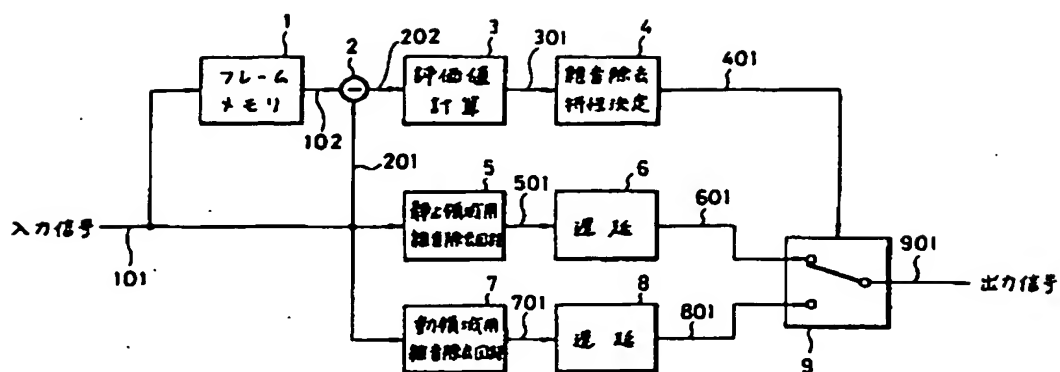 1
フレーム
メモリ
102
2
202
3
評価値
計算
301
4
雑音除去
特性決定
401
201
入力信号
101
5
静止領域用
雑音除去回路
501
6
遅延
601
7
動領域用
雑音除去回路
701
8
遅延
801
9
901
出力信号